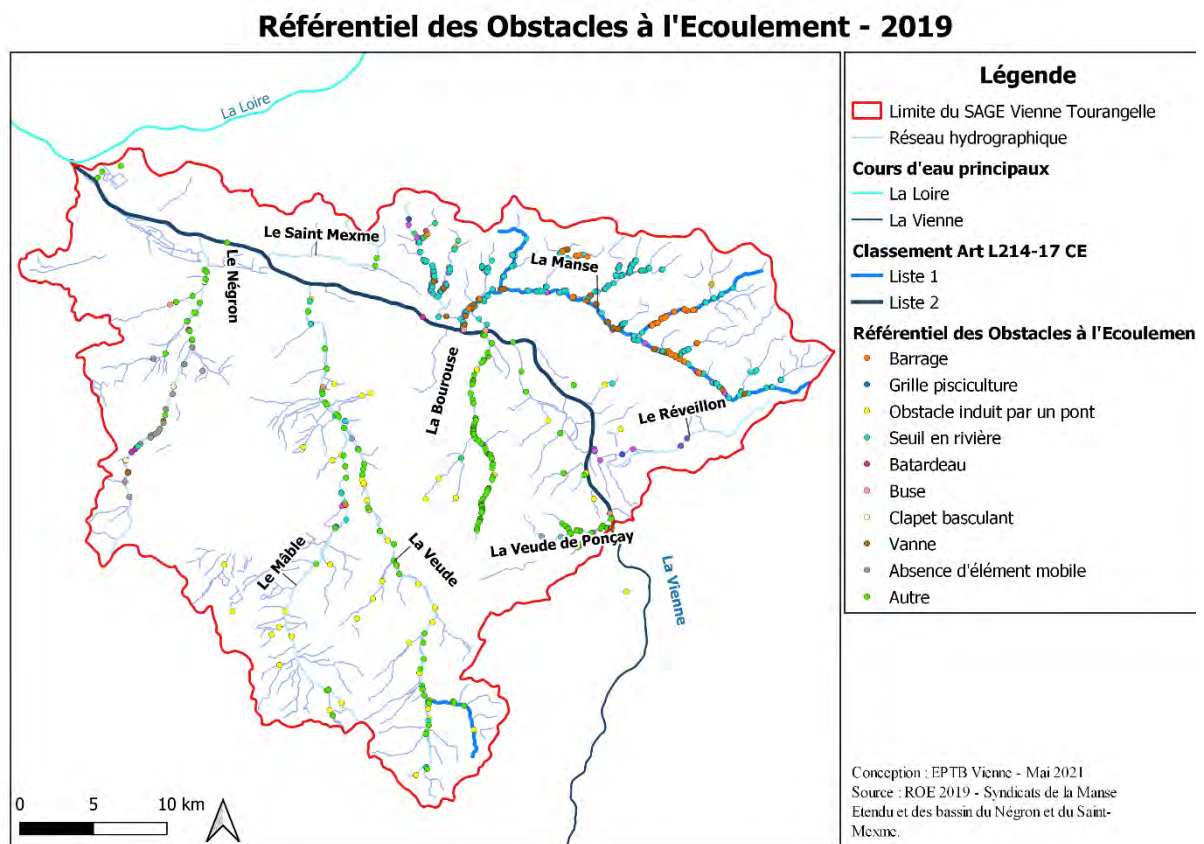 Référentiel des Obstacles à l'Ecoulement - 2019
La Loire
Le Saint Mexme
Le Négron
La Manse
La Bourouse
Le Réveillon
La Veude de Ponçay
Le Mâble
La Veude
La Vienne
0 5 10 km
Légende
Limite du SAGE Vienne Tourangelle
Réseau hydrographique
Cours d'eau principaux
La Loire
La Vienne
Classement Art L214-17 CE
Liste 1
Liste 2
Référentiel des Obstacles à l'Ecoulemen
Barrage
Grille pisciculture
Obstacle induit par un pont
Seuil en rivière
Batardeau
Buse
Clapet basculant
Vanne
Absence d'élément mobile
Autre
Conception : EPTB Vienne - Mai 2021
Source : ROE 2019 - Syndicats de la Manse
Etendu et des bassin du Négron et du Saint-
Mexme.